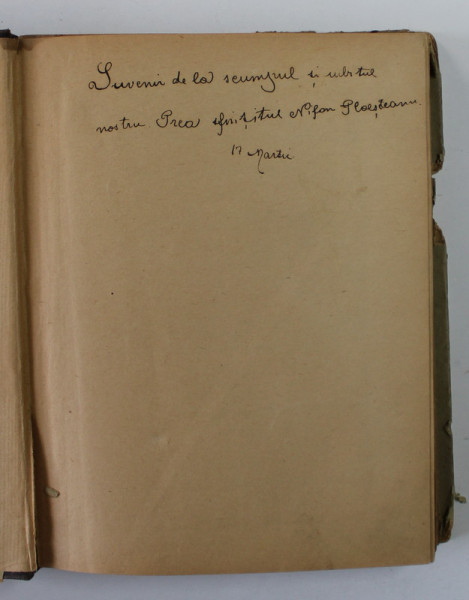 Suvenir de la scumpul și iubitul
nostru Prea sfințitul Nifon Ploeșteanu.
17 Martie